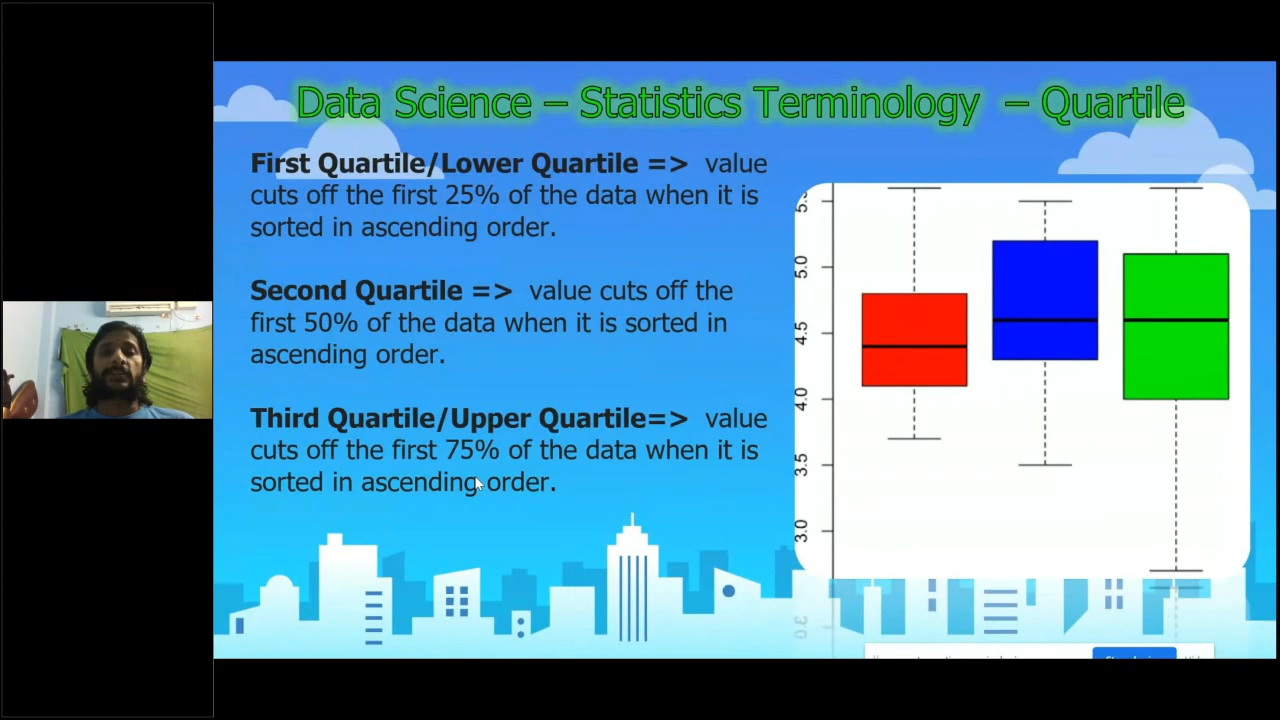 Data Science – Statistics Terminology – Quartile
First Quartile/Lower Quartile => value
cuts off the first 25% of the data when it is
sorted in ascending order.
Second Quartile => value cuts off the
first 50% of the data when it is sorted in
ascending order.
Third Quartile/Upper Quartile=> value
cuts off the first 75% of the data when it is
sorted in ascending order.
5.0
4.5
4.0
3.5
3.0